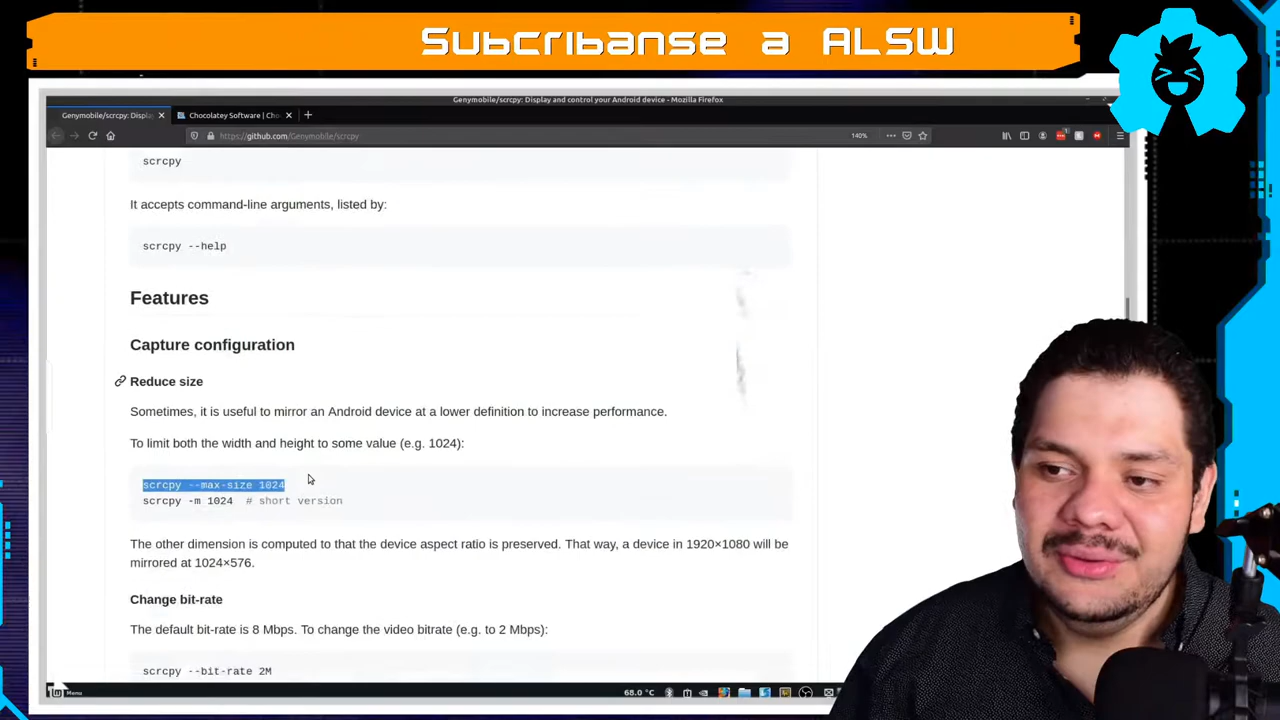 Subcribanse a ALSW
Genymobile/scrcpy: Display and control your Android device - Mozilla Firefox
Genymobile/scrcpy: Displa
Chocolatey Software | Cho
https://github.com/Genymobile/scrcpy
140%
scrcpy
It accepts command-line arguments, listed by:
scrcpy --help
Features
Capture configuration
Reduce size
Sometimes, it is useful to mirror an Android device at a lower definition to increase performance.
To limit both the width and height to some value (e.g. 1024):
scrcpy --max-size 1024
scrcpy -m 1024 # short version
The other dimension is computed to that the device aspect ratio is preserved. That way, a device in 1920×1080 will be
mirrored at 1024×576.
Change bit-rate
The default bit-rate is 8 Mbps. To change the video bitrate (e.g. to 2 Mbps):
scrcpy --bit-rate 2M
Menu
68.0 °C